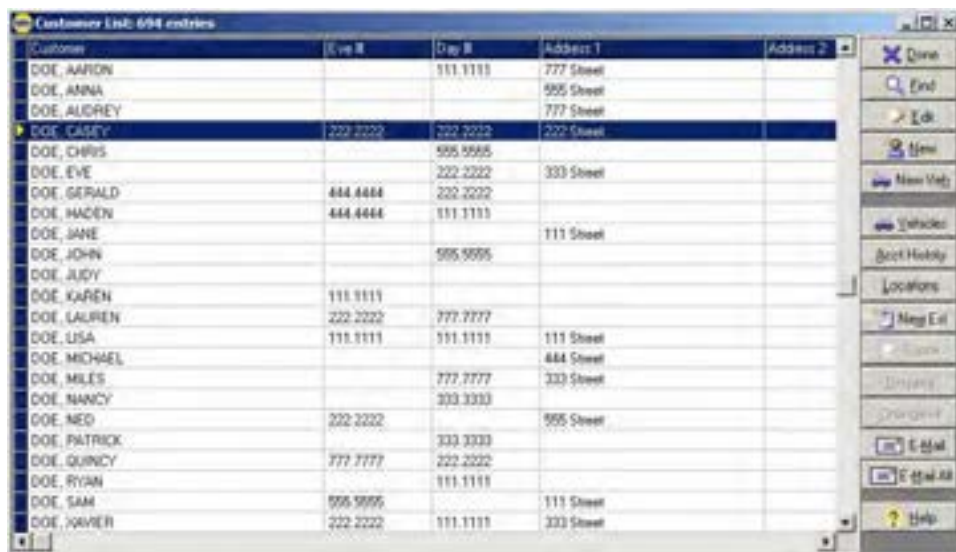 Customer List: 694 entries
Customer Eve # Day # Address 1 Address 2
DOE, AARON 111.1111 777 Street
DOE, ANNA 555 Street
DOE, AUDREY 777 Street
DOE, CASEY 222.2222 222.2222 222 Street
DOE, CHRIS 555.5555
DOE, EVE 222.2222 333 Street
DOE, GERALD 444.4444 222.2222
DOE, HADEN 444.4444 111.1111
DOE, JANE 111 Street
DOE, JOHN 555.5555
DOE, JUDY
DOE, KAREN 111.1111
DOE, LAUREN 222.2222 777.7777
DOE, LISA 111.1111 111.1111 111 Street
DOE, MICHAEL 444 Street
DOE, MILES 777.7777 333 Street
DOE, NANCY 333.3333
DOE, NED 222.2222 555 Street
DOE, PATRICK 333.3333
DOE, QUINCY 777.7777 222.2222
DOE, RYAN 111.1111
DOE, SAM 555.5555 111 Street
DOE, XAVIER 222.2222 111.1111 333 Street
Done
Find
Edit
New
New Veh
Vehicles
Acct History
Locations
New Est
E-Mail
E-Mail All
Help